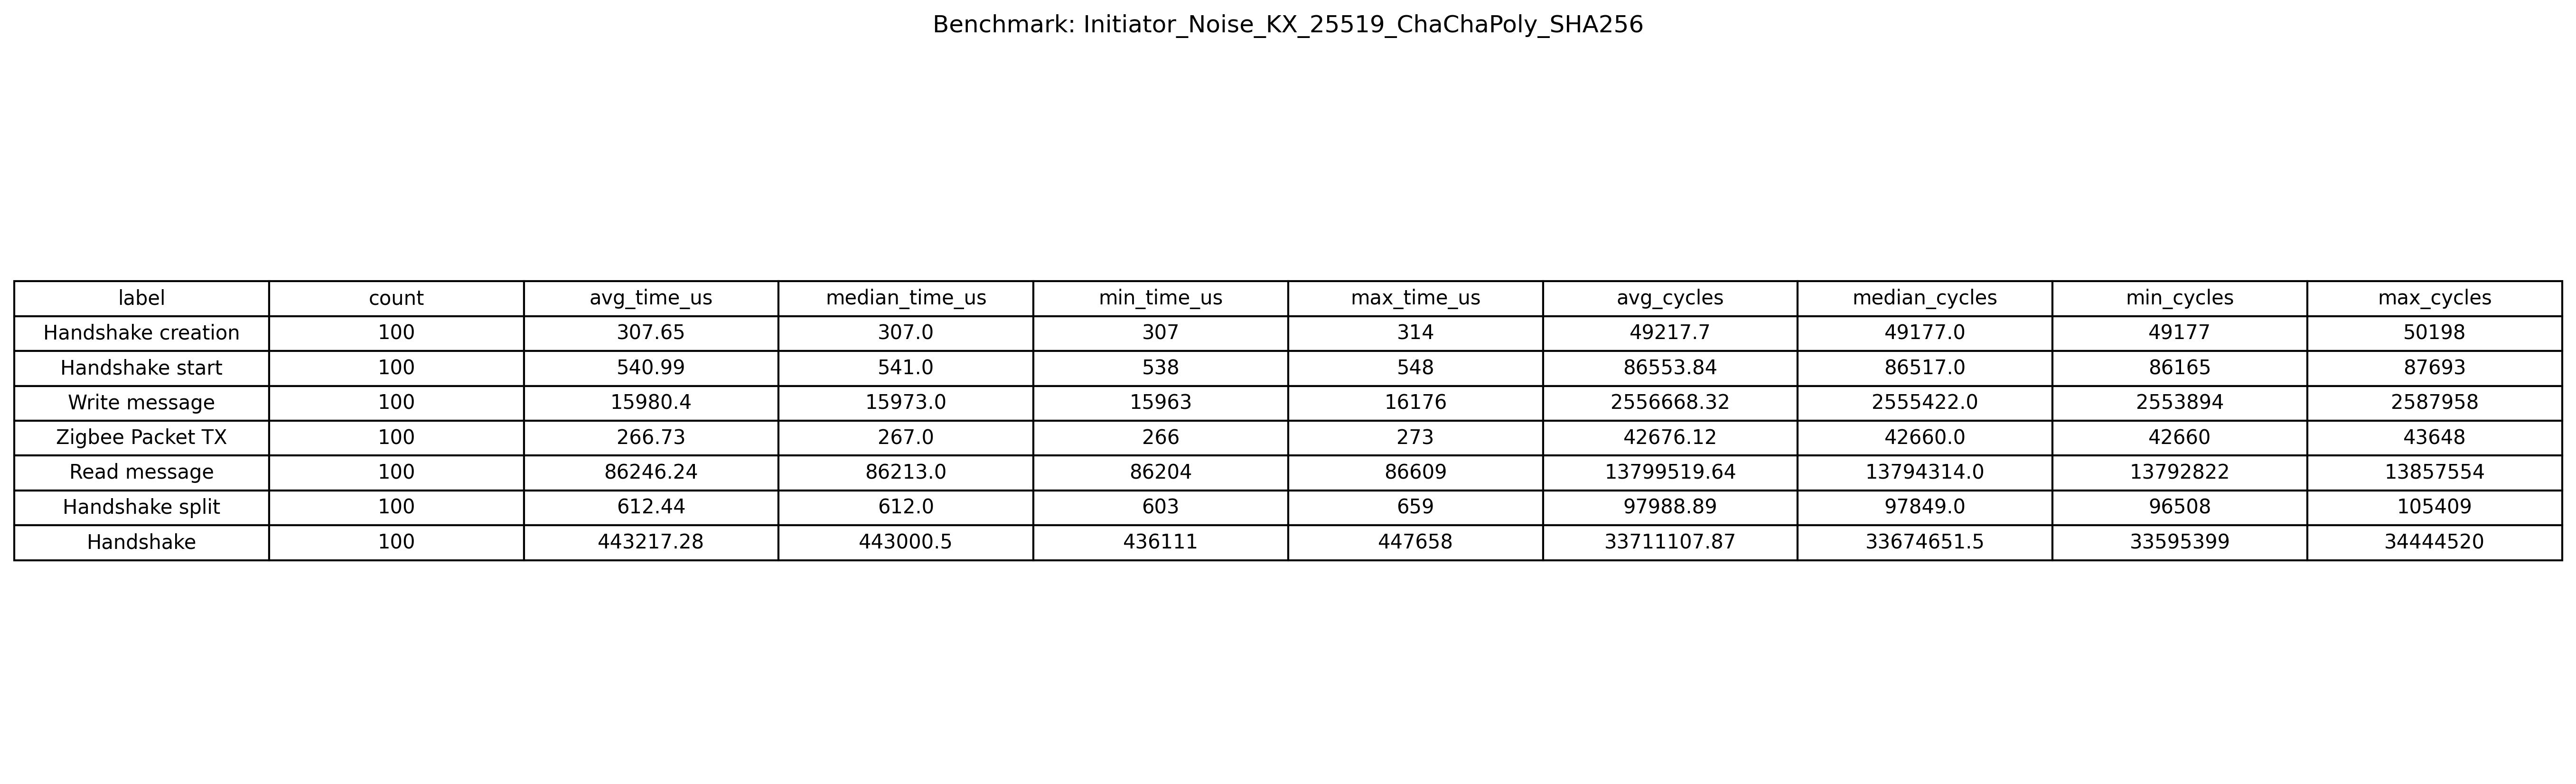 Benchmark: Initiator_Noise_KX_25519_ChaChaPoly_SHA256
label count avg_time_us median_time_us min_time_us max_time_us avg_cycles median_cycles min_cycles max_cycles
Handshake creation 100 307.65 307.0 307 314 49217.7 49177.0 49177 50198
Handshake start 100 540.99 541.0 538 548 86553.84 86517.0 86165 87693
Write message 100 15980.4 15973.0 15963 16176 2556668.32 2555422.0 2553894 2587958
Zigbee Packet TX 100 266.73 267.0 266 273 42676.12 42660.0 42660 43648
Read message 100 86246.24 86213.0 86204 86609 13799519.64 13794314.0 13792822 13857554
Handshake split 100 612.44 612.0 603 659 97988.89 97849.0 96508 105409
Handshake 100 443217.28 443000.5 436111 447658 33711107.87 33674651.5 33595399 34444520